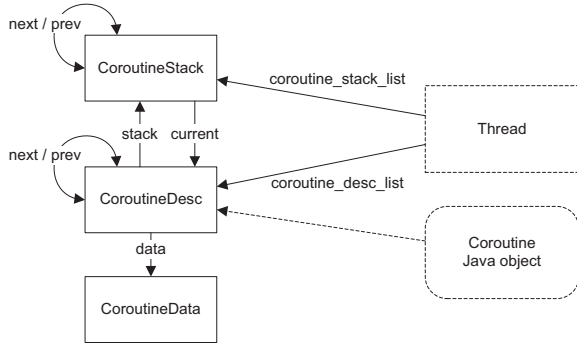 next / prev
CoroutineStack
coroutine_stack_list
Thread
stack
current
next / prev
CoroutineDesc
coroutine_desc_list
data
Coroutine
Java object
CoroutineData